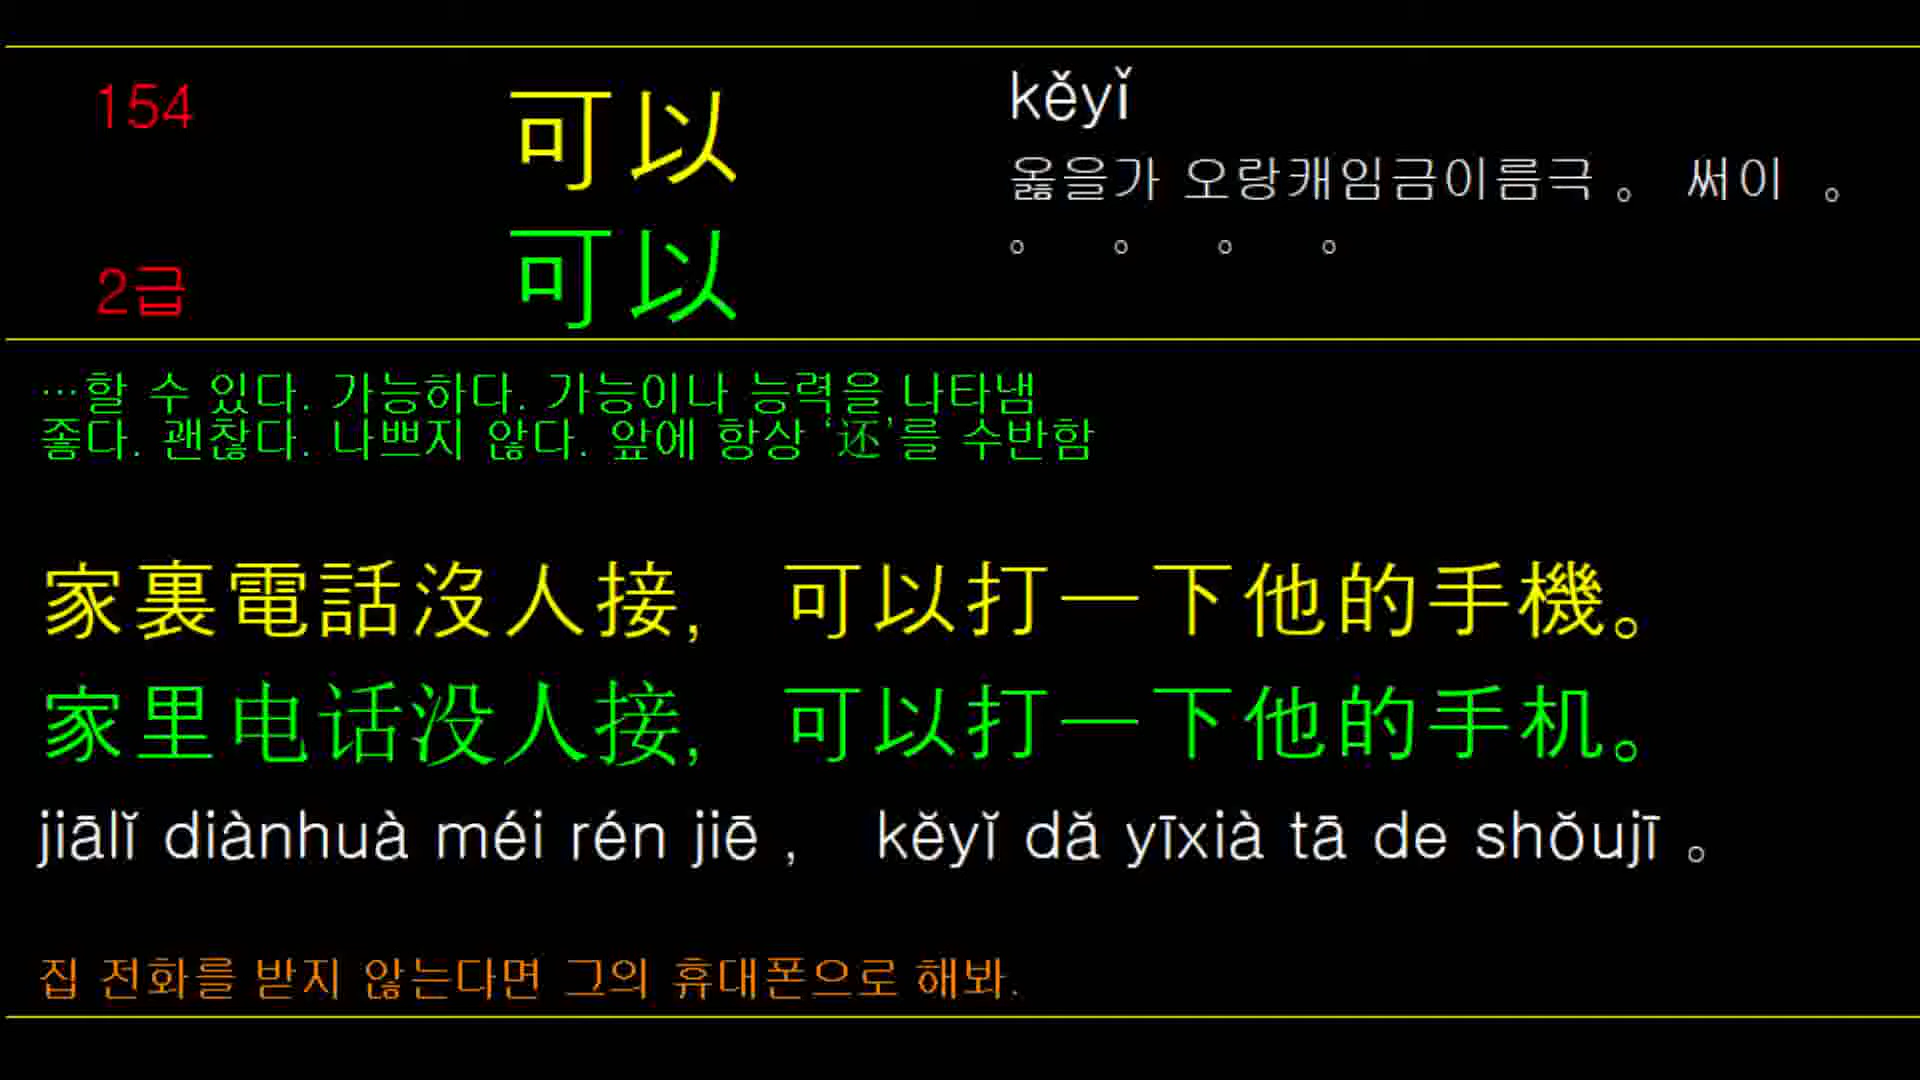 154
可以
kěyǐ
옳을가 오랑캐임금이름극 。 써이 。
。 。 。 。
2급
可以
…할 수 있다. 가능하다. 가능이나 능력을 나타냄
좋다. 괜찮다. 나쁘지 않다. 앞에 항상 ‘还’를 수반함
家裏電話沒人接, 可以打一下他的手機。
家里电话没人接, 可以打一下他的手机。
jiālǐ diànhuà méi rén jiē , kěyǐ dǎ yīxià tā de shǒujī 。
집 전화를 받지 않는다면 그의 휴대폰으로 해봐.